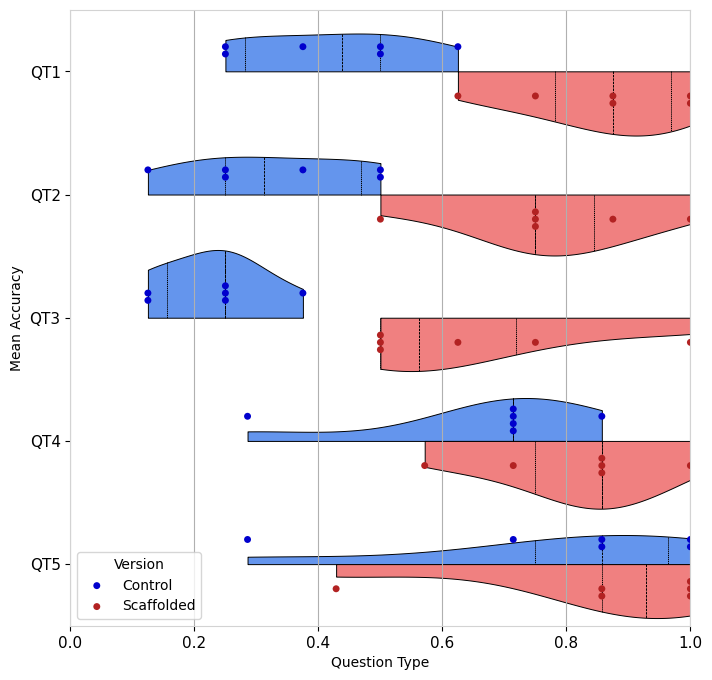 QT1
QT2
QT3
QT4
QT5
Mean Accuracy
Version
Control
Scaffolded
0.0 0.2 0.4 0.6 0.8 1.0
Question Type